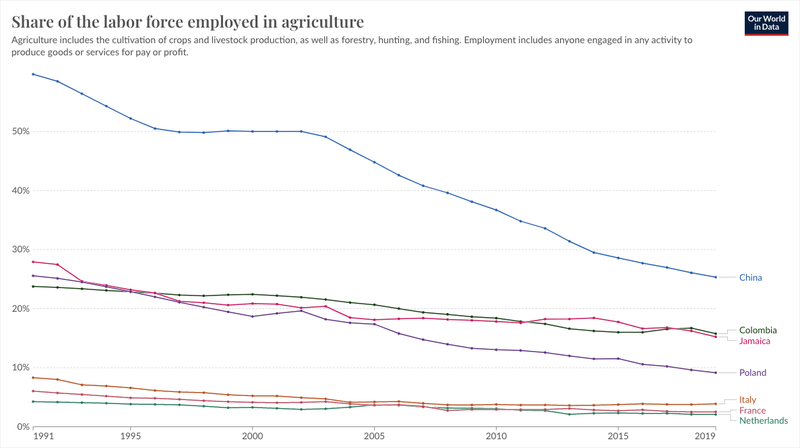 Share of the labor force employed in agriculture
Our World
in Data
Agriculture includes the cultivation of crops and livestock production, as well as forestry, hunting, and fishing. Employment includes anyone engaged in any activity to
produce goods or services for pay or profit.
50%
40%
30%
20%
10%
0%
China
Colombia
Jamaica
Poland
Italy
France
Netherlands
1991
1995
2000
2005
2010
2015
2019